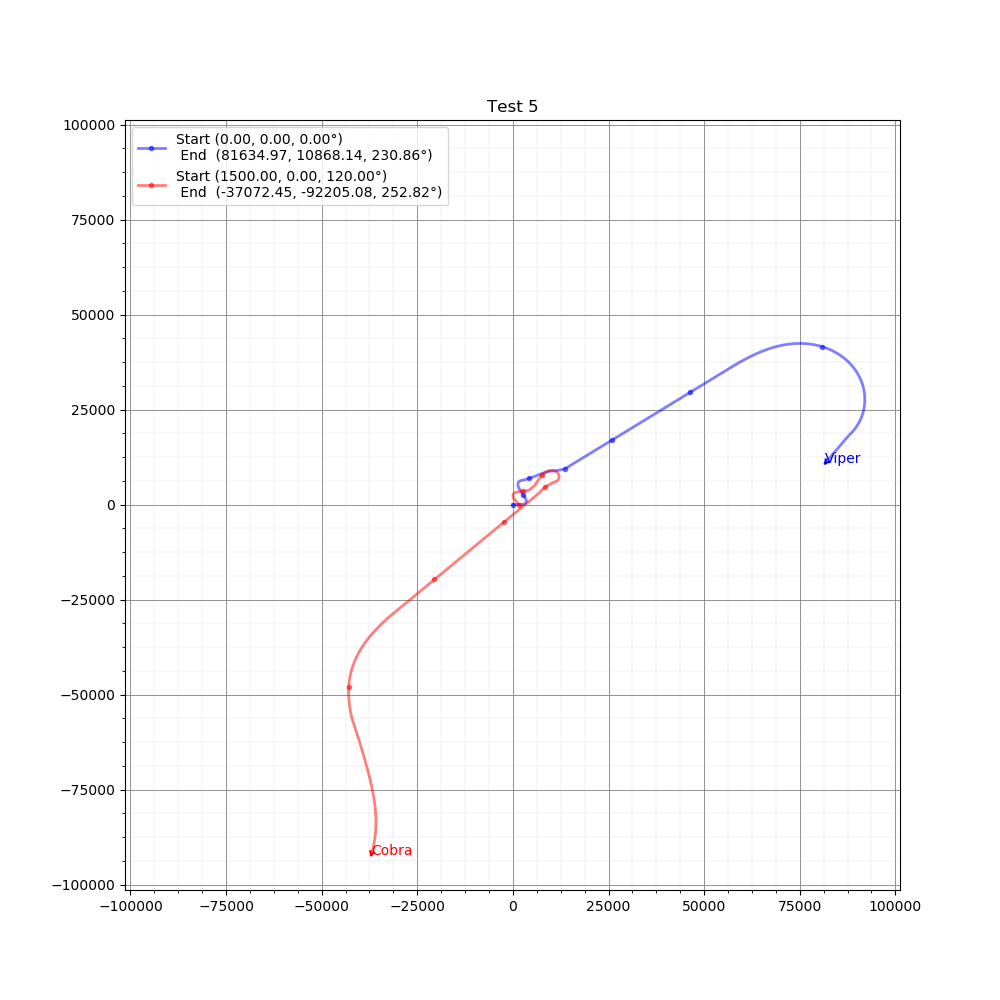 Test 5
Start (0.00, 0.00, 0.00°)
End  (81634.97, 10868.14, 230.86°)
Start (1500.00, 0.00, 120.00°)
End  (-37072.45, -92205.08, 252.82°)
100000
75000
50000
25000
0
−25000
−50000
−75000
−100000
Viper
Cobra
−100000 −75000 −50000 −25000 0 25000 50000 75000 100000